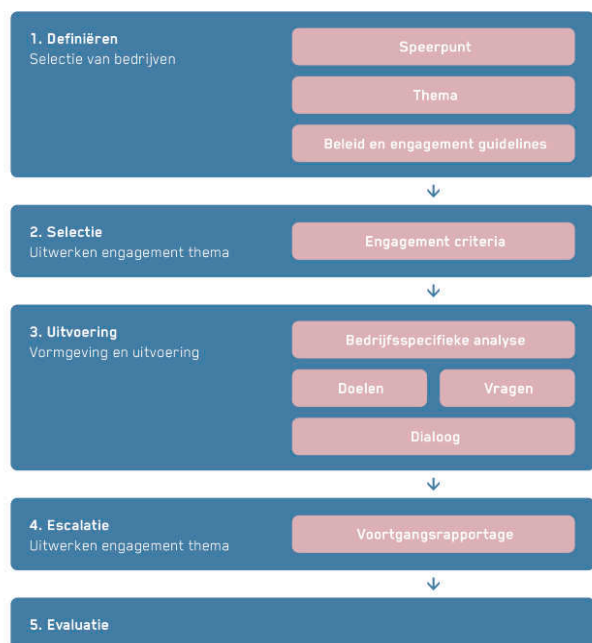 1. Definiëren
Selectie van bedrijven
Speerpunt
Thema
Beleid en engagement guidelines
2. Selectie
Uitwerken engagement thema
Engagement criteria
3. Uitvoering
Vormgeving en uitvoering
Bedrijfsspecifieke analyse
Doelen
Vragen
Dialoog
4. Escalatie
Uitwerken engagement thema
Voortgangsrapportage
5. Evaluatie